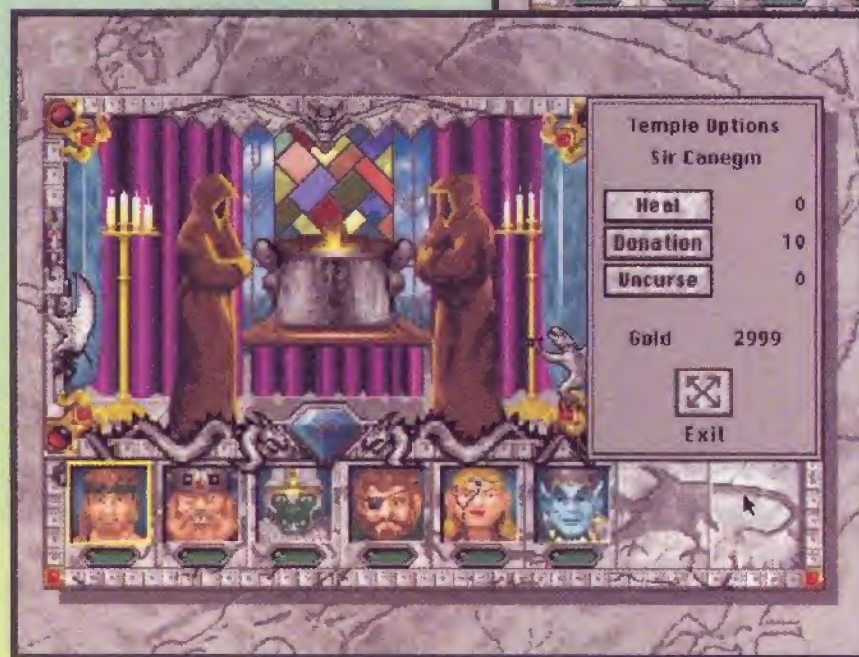 Temple Options
Sir Canegm
Heal 0
Donation 10
Uncurse 0
Gold 2999
Exit